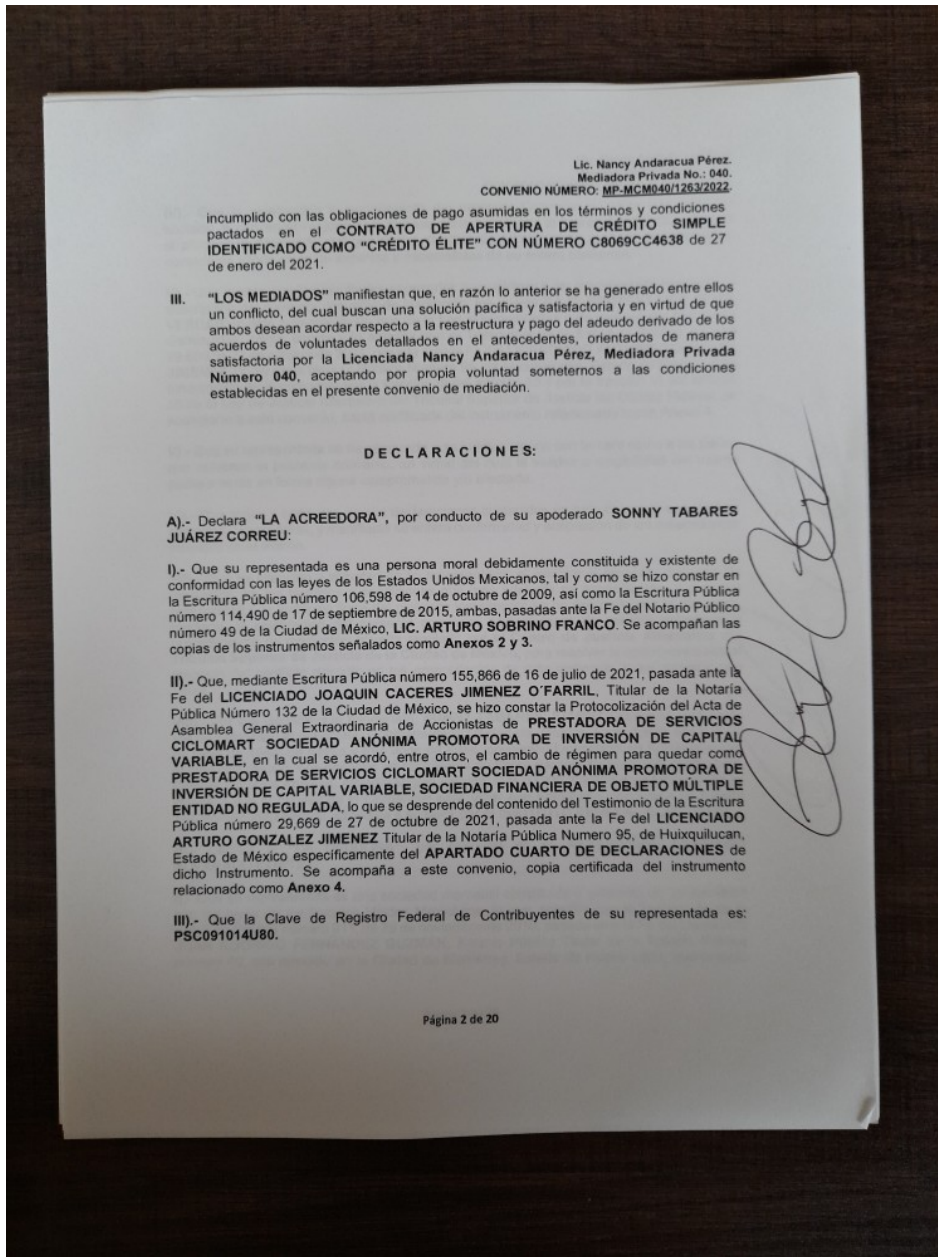 Lic. Nancy Andaracua Pérez.
Mediadora Privada No.: 040.
CONVENIO NÚMERO: MP-MCM040/1263/2022.
incumplido con las obligaciones de pago asumidas en los términos y condiciones
pactados en el CONTRATO DE APERTURA DE CRÉDITO SIMPLE
IDENTIFICADO COMO “CRÉDITO ÉLITE” CON NÚMERO C8069CC4638 de 27
de enero del 2021.
III. “LOS MEDIADOS” manifiestan que, en razón lo anterior se ha generado entre ellos
un conflicto, del cual buscan una solución pacífica y satisfactoria y en virtud de que
ambos desean acordar respecto a la reestructura y pago del adeudo derivado de los
acuerdos de voluntades detallados en el antecedentes, orientados de manera
satisfactoria por la Licenciada Nancy Andaracua Pérez, Mediadora Privada
Número 040, aceptando por propia voluntad someternos a las condiciones
establecidas en el presente convenio de mediación.
D E C L A R A C I O N E S:
A).- Declara “LA ACREEDORA”, por conducto de su apoderado SONNY TABARES
JUÁREZ CORREU:
I).- Que su representada es una persona moral debidamente constituida y existente de
conformidad con las leyes de los Estados Unidos Mexicanos, tal y como se hizo constar en
la Escritura Pública número 106,598 de 14 de octubre de 2009, así como la Escritura Pública
número 114,490 de 17 de septiembre de 2015, ambas, pasadas ante la Fe del Notario Público
número 49 de la Ciudad de México, LIC. ARTURO SOBRINO FRANCO. Se acompañan las
copias de los instrumentos señalados como Anexos 2 y 3.
II).- Que, mediante Escritura Pública número 155,866 de 16 de julio de 2021, pasada ante la
Fe del LICENCIADO JOAQUIN CACERES JIMENEZ O´FARRIL, Titular de la Notaría
Pública Número 132 de la Ciudad de México, se hizo constar la Protocolización del Acta de
Asamblea General Extraordinaria de Accionistas de PRESTADORA DE SERVICIOS
CICLOMART SOCIEDAD ANÓNIMA PROMOTORA DE INVERSIÓN DE CAPITAL
VARIABLE, en la cual se acordó, entre otros, el cambio de régimen para quedar como
PRESTADORA DE SERVICIOS CICLOMART SOCIEDAD ANÓNIMA PROMOTORA DE
INVERSIÓN DE CAPITAL VARIABLE, SOCIEDAD FINANCIERA DE OBJETO MÚLTIPLE
ENTIDAD NO REGULADA, lo que se desprende del contenido del Testimonio de la Escritura
Pública número 29,669 de 27 de octubre de 2021, pasada ante la Fe del LICENCIADO
ARTURO GONZALEZ JIMENEZ Titular de la Notaría Pública Numero 95, de Huixquilucan,
Estado de México específicamente del APARTADO CUARTO DE DECLARACIONES de
dicho Instrumento. Se acompaña a este convenio, copia certificada del instrumento
relacionado como Anexo 4.
III).- Que la Clave de Registro Federal de Contribuyentes de su representada es:
PSC091014U80.
Página 2 de 20